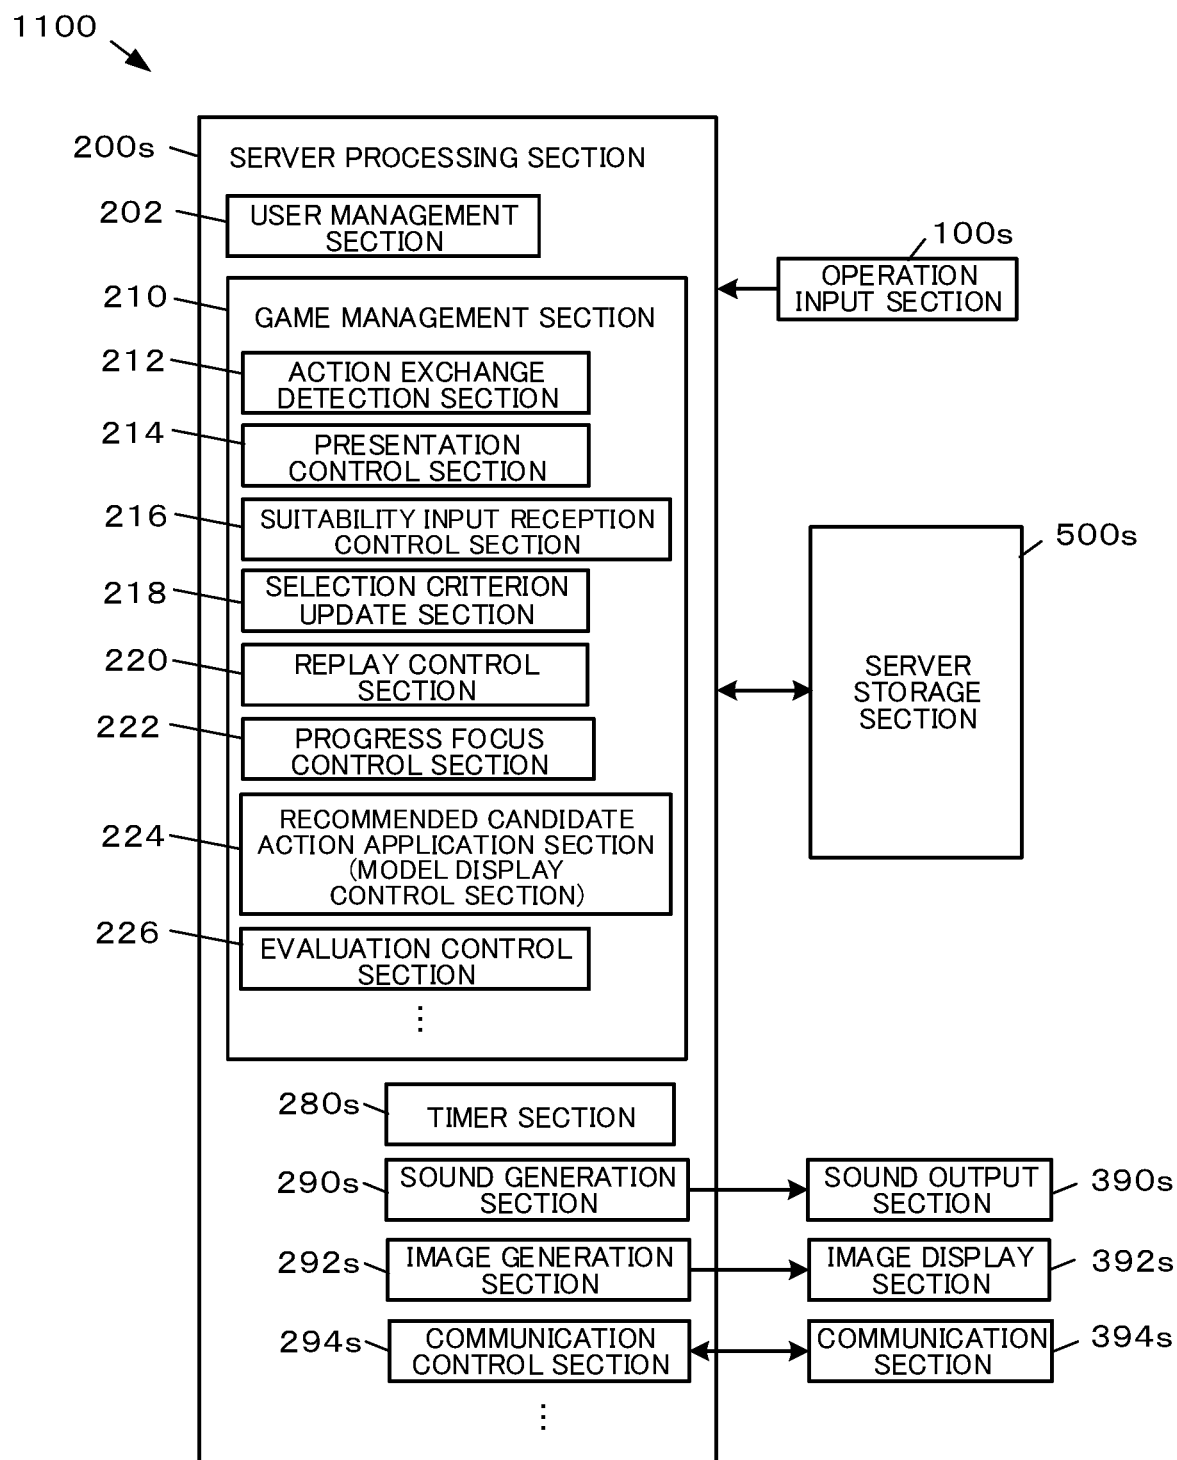 1100
200s
SERVER PROCESSING SECTION
202
USER MANAGEMENT
SECTION
100s
OPERATION
INPUT SECTION
210
GAME MANAGEMENT SECTION
212
ACTION EXCHANGE
DETECTION SECTION
214
PRESENTATION
CONTROL SECTION
216
SUITABILITY INPUT RECEPTION
CONTROL SECTION
218
SELECTION CRITERION
UPDATE SECTION
220
REPLAY CONTROL
SECTION
222
PROGRESS FOCUS
CONTROL SECTION
224
RECOMMENDED CANDIDATE
ACTION APPLICATION SECTION
(MODEL DISPLAY
CONTROL SECTION)
226
EVALUATION CONTROL
SECTION
⋮
500s
SERVER
STORAGE
SECTION
280s
TIMER SECTION
290s
SOUND GENERATION
SECTION
SOUND OUTPUT
SECTION
390s
292s
IMAGE GENERATION
SECTION
IMAGE DISPLAY
SECTION
392s
294s
COMMUNICATION
CONTROL SECTION
COMMUNICATION
SECTION
394s
⋮